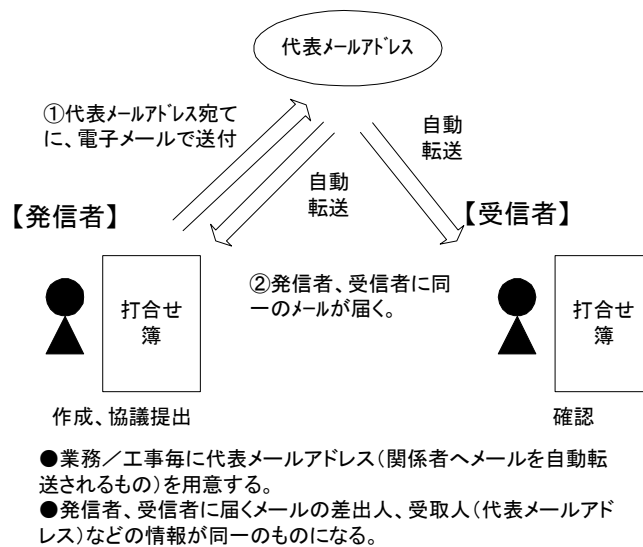 代表メールアドレス
①代表メールアドレス宛て
に、電子メールで送付
自動
転送
自動
転送
【発信者】
【受信者】
②発信者、受信者に同
一のメールが届く。
打合せ
簿
打合せ
簿
作成、協議提出
確認
●業務／工事毎に代表メールアドレス（関係者へメールを自動転
送されるもの）を用意する。
●発信者、受信者に届くメールの差出人、受取人（代表メールアド
レス）などの情報が同一のものになる。